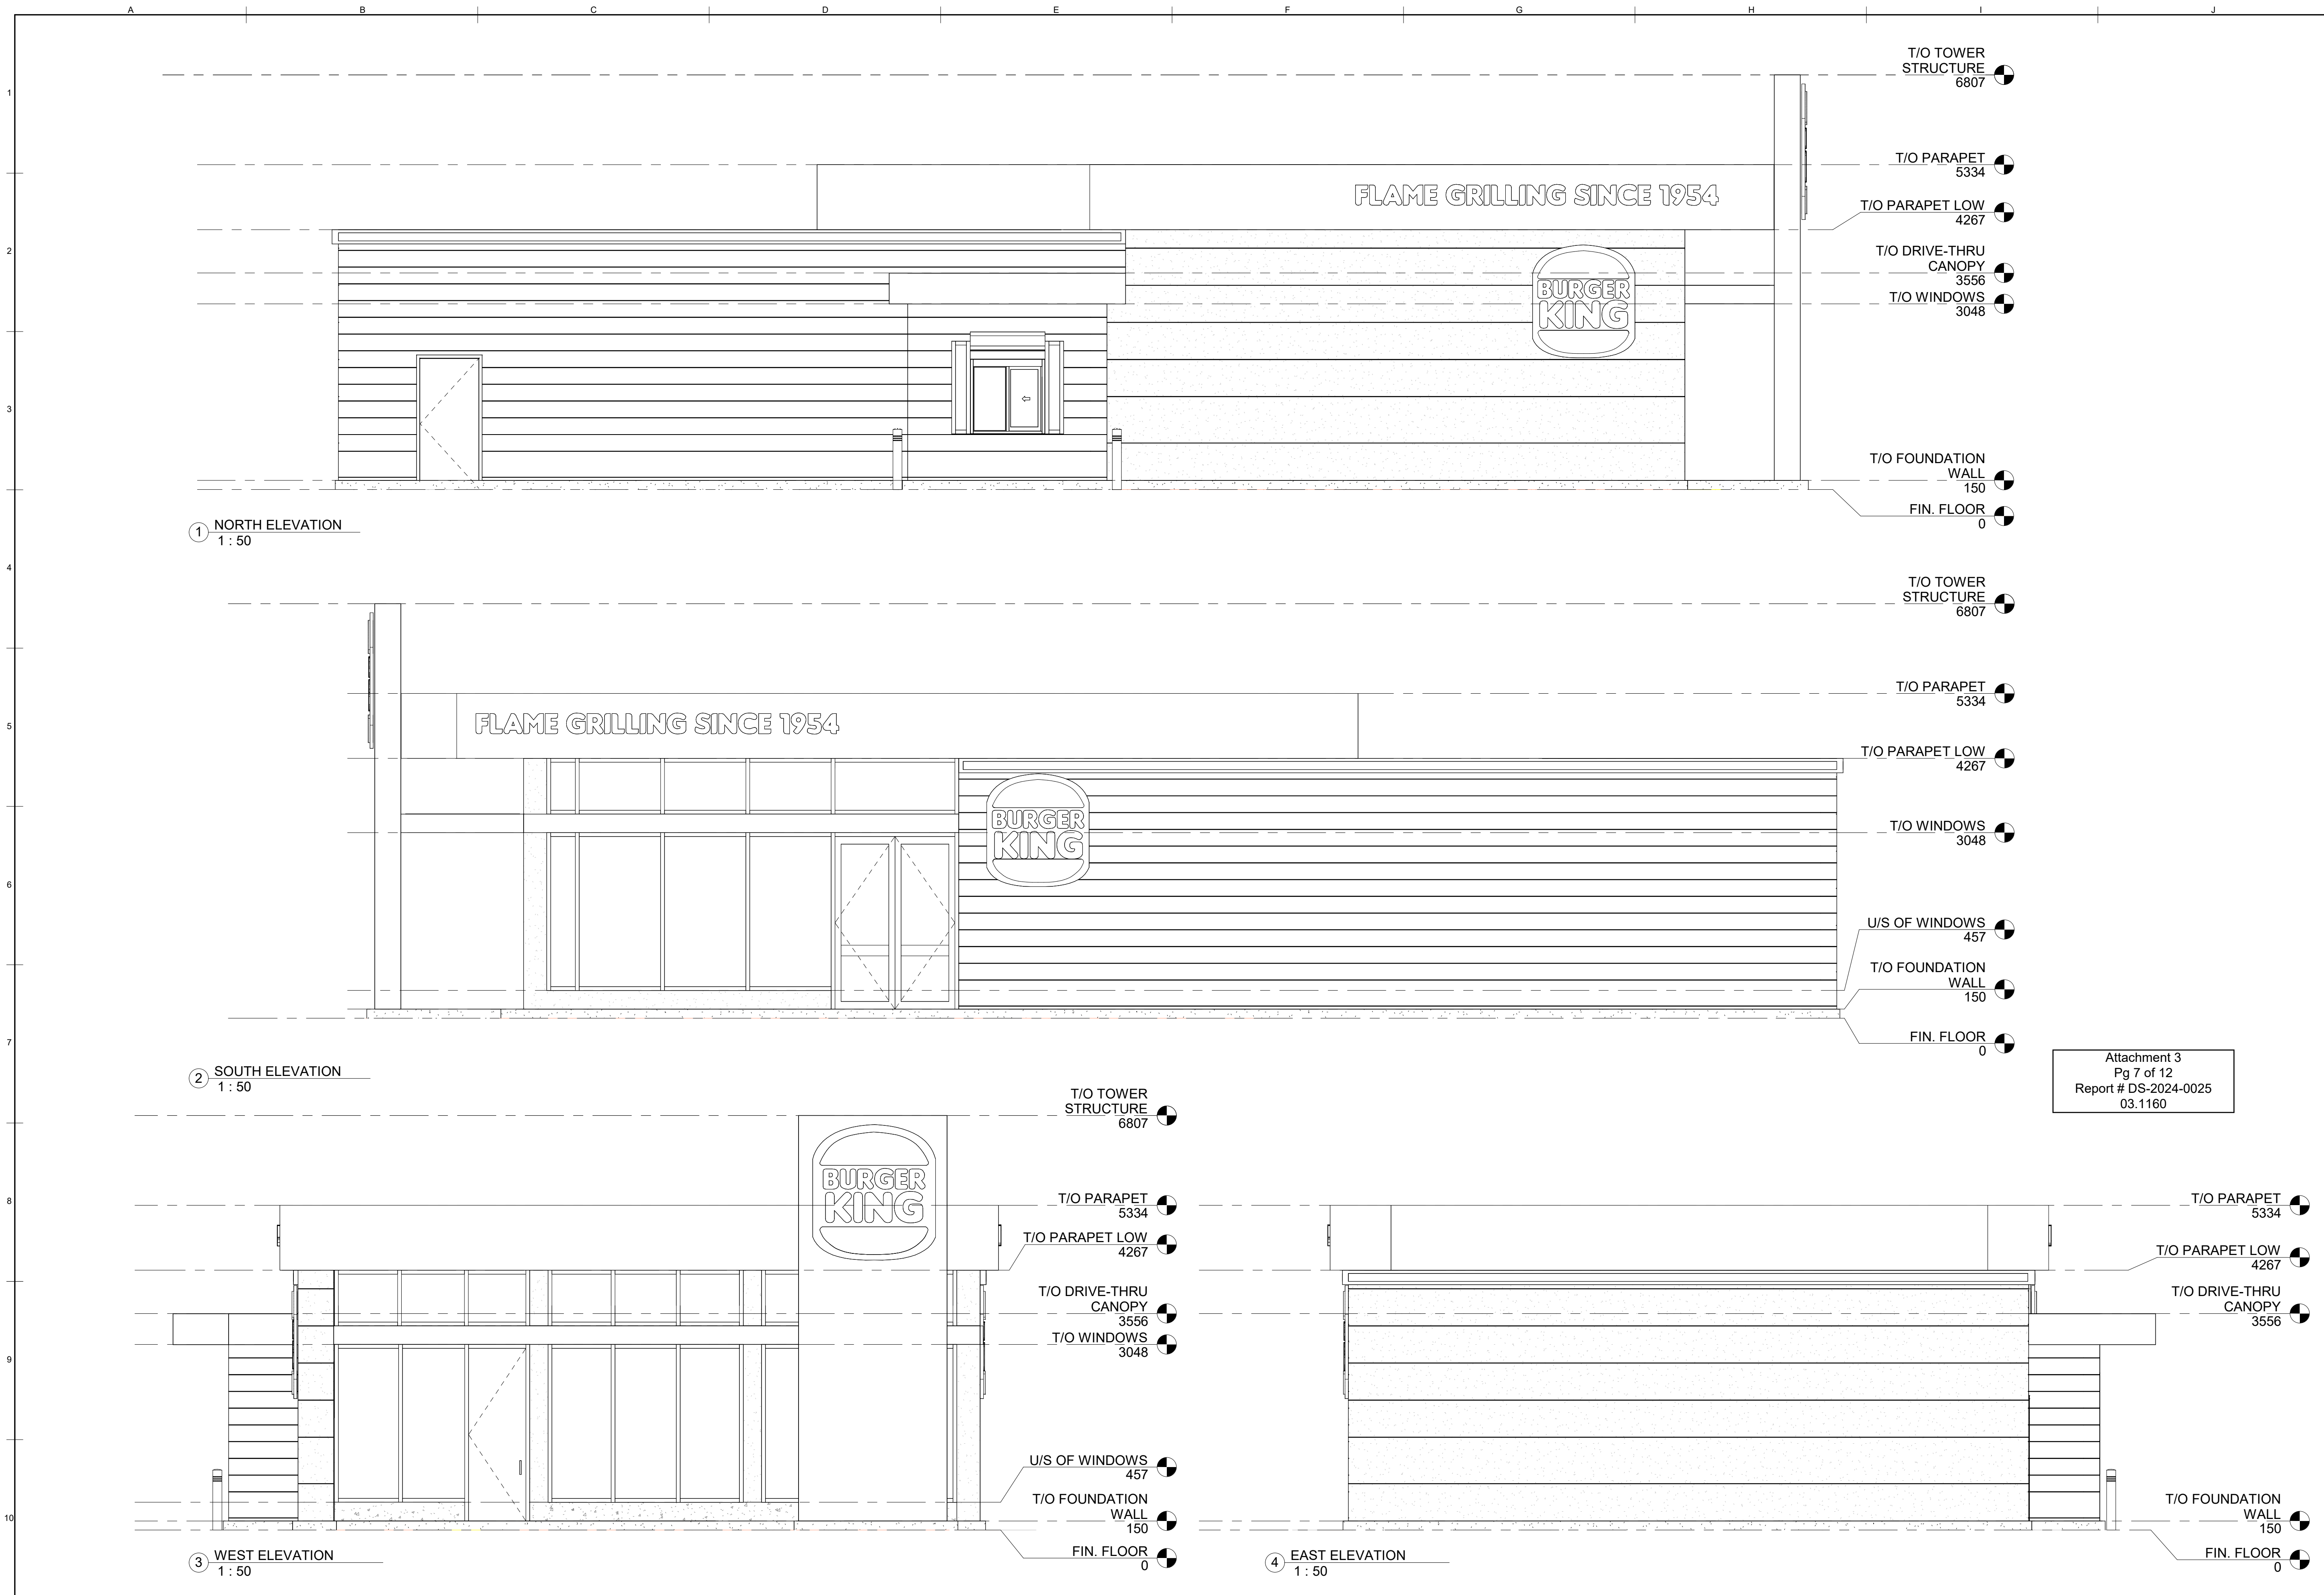 A B C D E F G H I J
1
2
3
4
5
6
7
8
9
10
T/O TOWER
STRUCTURE
6807
T/O PARAPET
5334
FLAME GRILLING SINCE 1954
T/O PARAPET LOW
4267
T/O DRIVE-THRU
CANOPY
3556
T/O WINDOWS
3048
BURGER
KING
T/O FOUNDATION
WALL
150
FIN. FLOOR
0
1 NORTH ELEVATION
1 : 50
T/O TOWER
STRUCTURE
6807
T/O PARAPET
5334
FLAME GRILLING SINCE 1954
T/O PARAPET LOW
4267
BURGER
KING
T/O WINDOWS
3048
U/S OF WINDOWS
457
T/O FOUNDATION
WALL
150
FIN. FLOOR
0
2 SOUTH ELEVATION
1 : 50
Attachment 3
Pg 7 of 12
Report # DS-2024-0025
03.1160
T/O TOWER
STRUCTURE
6807
BURGER
KING
T/O PARAPET
5334
T/O PARAPET LOW
4267
T/O DRIVE-THRU
CANOPY
3556
T/O WINDOWS
3048
U/S OF WINDOWS
457
T/O FOUNDATION
WALL
150
FIN. FLOOR
0
3 WEST ELEVATION
1 : 50
T/O PARAPET
5334
T/O PARAPET LOW
4267
T/O DRIVE-THRU
CANOPY
3556
T/O FOUNDATION
WALL
150
FIN. FLOOR
0
4 EAST ELEVATION
1 : 50